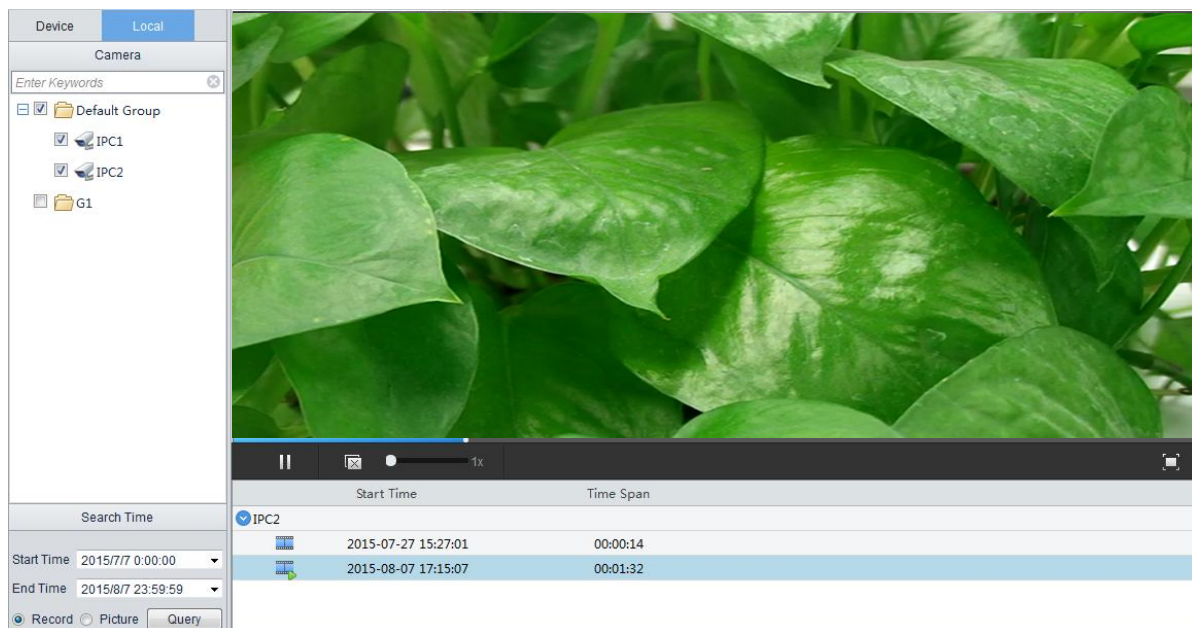 Device Local
Camera
Enter Keywords
Default Group
IPC1
IPC2
G1
Search Time
Start Time 2015/7/7 0:00:00
End Time 2015/8/7 23:59:59
Record Picture Query
1x
Start Time Time Span
IPC2
2015-07-27 15:27:01 00:00:14
2015-08-07 17:15:07 00:01:32